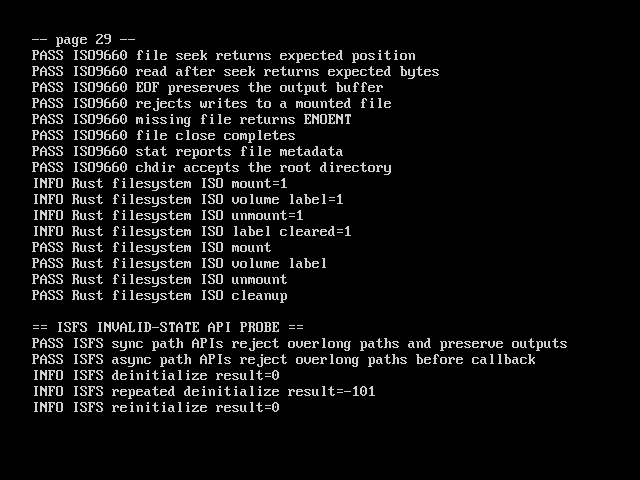 -- page 29 --
PASS ISO9660 file seek returns expected position
PASS ISO9660 read after seek returns expected bytes
PASS ISO9660 EOF preserves the output buffer
PASS ISO9660 rejects writes to a mounted file
PASS ISO9660 missing file returns ENOENT
PASS ISO9660 file close completes
PASS ISO9660 stat reports file metadata
PASS ISO9660 chdir accepts the root directory
INFO Rust filesystem ISO mount=1
INFO Rust filesystem ISO volume label=1
INFO Rust filesystem ISO unmount=1
INFO Rust filesystem ISO label cleared=1
PASS Rust filesystem ISO mount
PASS Rust filesystem ISO volume label
PASS Rust filesystem ISO unmount
PASS Rust filesystem ISO cleanup
== ISFS INVALID-STATE API PROBE ==
PASS ISFS sync path APIs reject overlong paths and preserve outputs
PASS ISFS async path APIs reject overlong paths before callback
INFO ISFS deinitialize result=0
INFO ISFS repeated deinitialize result=-101
INFO ISFS reinitialize result=0